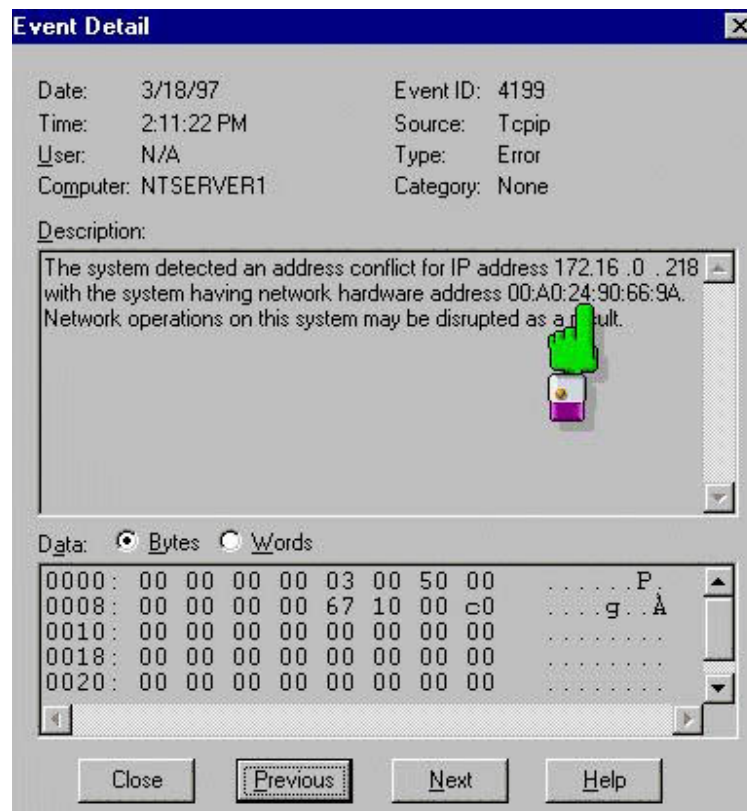 Event Detail
Date: 3/18/97 Event ID: 4199
Time: 2:11:22 PM Source: Tcpip
User: N/A Type: Error
Computer: NTSERVER1 Category: None
Description:
The system detected an address conflict for IP address 172.16 .0 . 218
with the system having network hardware address 00:A0:24:90:66:9A.
Network operations on this system may be disrupted as a
Data: Bytes Words
0000: 00 00 00 00 03 00 50 00 ......P.
0008: 00 00 00 00 67 10 00 c0 ....g..À
0010: 00 00 00 00 00 00 00 00 ........
0018: 00 00 00 00 00 00 00 00 ........
0020: 00 00 00 00 00 00 00 00 ........
Close Previous Next Help